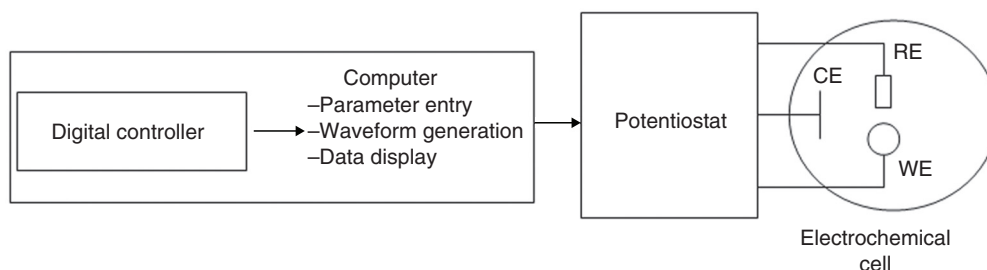 Digital controller
Computer
–Parameter entry
–Waveform generation
–Data display
Potentiostat
RE
CE
WE
Electrochemical
cell